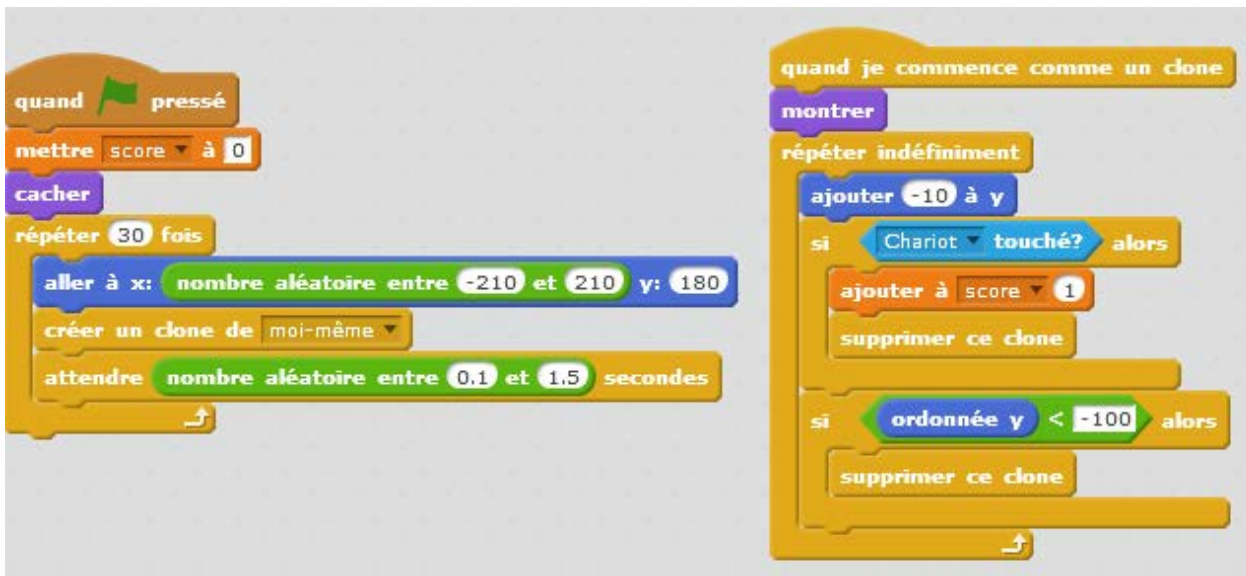 quand pressé
mettre score à 0
cacher
répéter 30 fois
aller à x: nombre aléatoire entre -210 et 210 y: 180
créer un clone de moi-même
attendre nombre aléatoire entre 0.1 et 1.5 secondes
quand je commence comme un clone
montrer
répéter indéfiniment
ajouter -10 à y
si Chariot touché? alors
ajouter à score 1
supprimer ce clone
si ordonnée y < -100 alors
supprimer ce clone